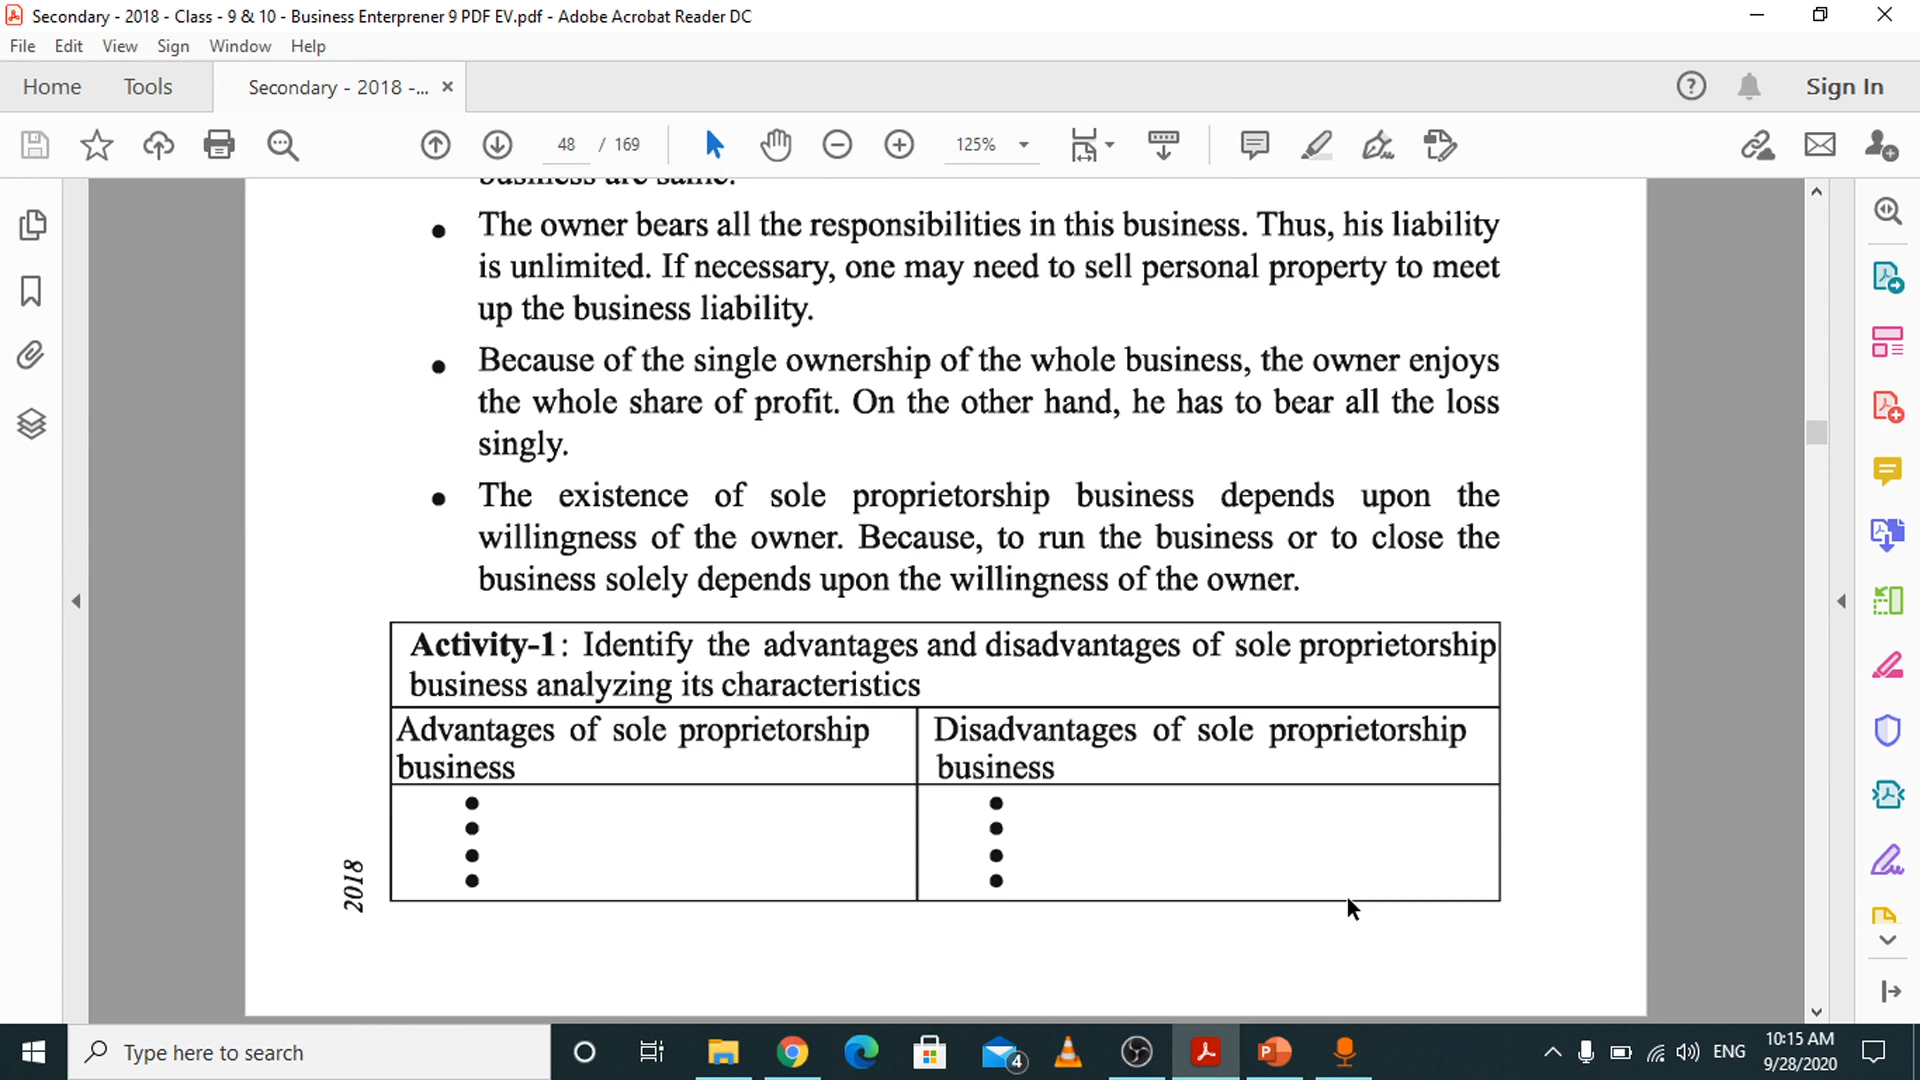 Secondary - 2018 - Class - 9 & 10 - Business Enterprener 9 PDF EV.pdf - Adobe Acrobat Reader DC
File Edit View Sign Window Help
Home Tools Secondary - 2018 -... × Sign In
48 / 169 125%
business are same.
• The owner bears all the responsibilities in this business. Thus, his liability
is unlimited. If necessary, one may need to sell personal property to meet
up the business liability.
• Because of the single ownership of the whole business, the owner enjoys
the whole share of profit. On the other hand, he has to bear all the loss
singly.
• The existence of sole proprietorship business depends upon the
willingness of the owner. Because, to run the business or to close the
business solely depends upon the willingness of the owner.
Activity-1: Identify the advantages and disadvantages of sole proprietorship
business analyzing its characteristics
Advantages of sole proprietorship
business
Disadvantages of sole proprietorship
business
2018
Type here to search
4
ENG
10:15 AM
9/28/2020